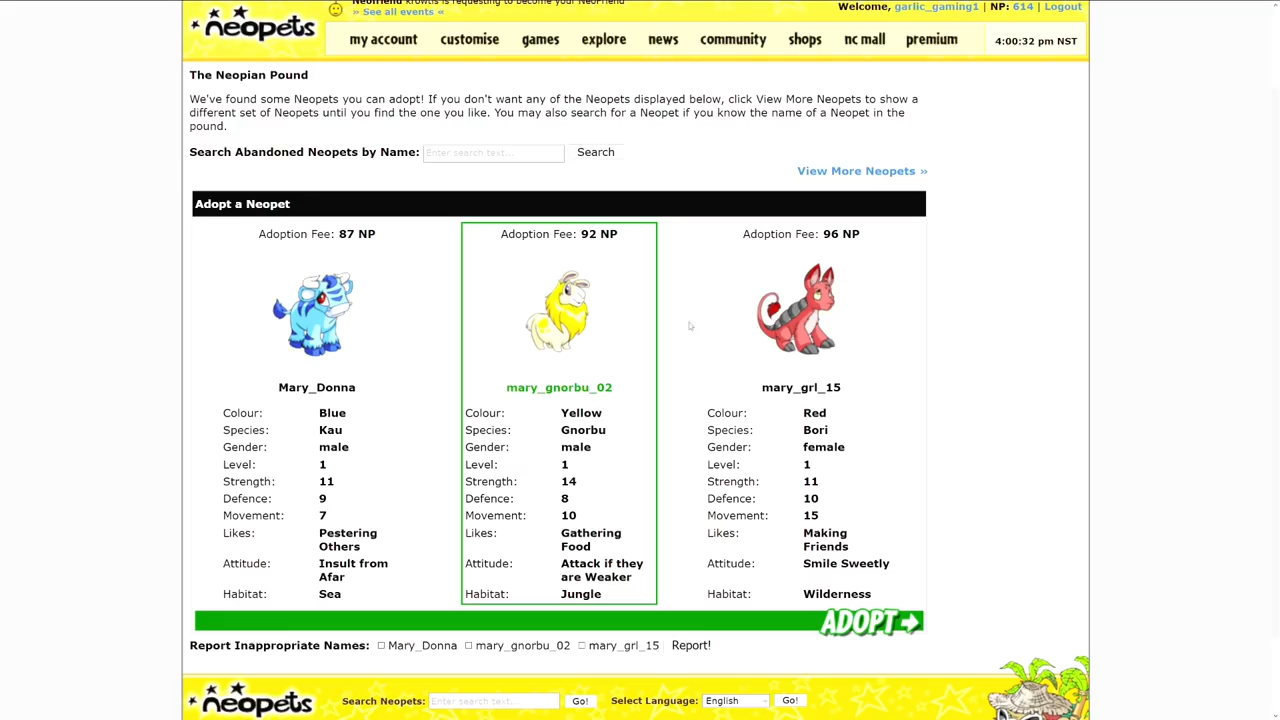 Neofriend krowtis is requesting to become your NeoFriend
» See all events «
Welcome, garlic_gaming1 | NP: 614 | Logout
neopets
my account customise games explore news community shops nc mall premium
4:00:32 pm NST
The Neopian Pound
We've found some Neopets you can adopt! If you don't want any of the Neopets displayed below, click View More Neopets to show a
different set of Neopets until you find the one you like. You may also search for a Neopet if you know the name of a Neopet in the
pound.
Search Abandoned Neopets by Name: Enter search text... Search
View More Neopets »
Adopt a Neopet
Adoption Fee: 87 NP
Mary_Donna
Colour: Blue
Species: Kau
Gender: male
Level: 1
Strength: 11
Defence: 9
Movement: 7
Likes: Pestering
Others
Attitude: Insult from
Afar
Habitat: Sea
Adoption Fee: 92 NP
mary_gnorbu_02
Colour: Yellow
Species: Gnorbu
Gender: male
Level: 1
Strength: 14
Defence: 8
Movement: 10
Likes: Gathering
Food
Attitude: Attack if they
are Weaker
Habitat: Jungle
Adoption Fee: 96 NP
mary_grl_15
Colour: Red
Species: Bori
Gender: female
Level: 1
Strength: 11
Defence: 10
Movement: 15
Likes: Making
Friends
Attitude: Smile Sweetly
Habitat: Wilderness
ADOPT
Report Inappropriate Names: Mary_Donna mary_gnorbu_02 mary_grl_15 Report!
neopets
Search Neopets: Enter search text... Go! Select Language: English Go!